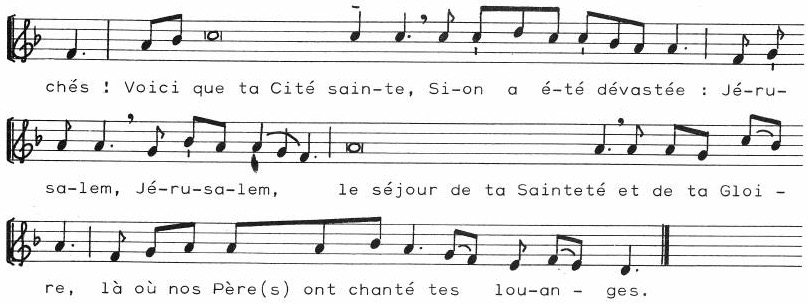 chés ! Voici que ta Cité sain-te, Si-on a é-té dévastée : Jé-ru-
sa-lem, Jé-ru-sa-lem, le séjour de ta Sainteté et de ta Gloi -
re, là où nos Père(s) ont chanté tes lou-an - ges.